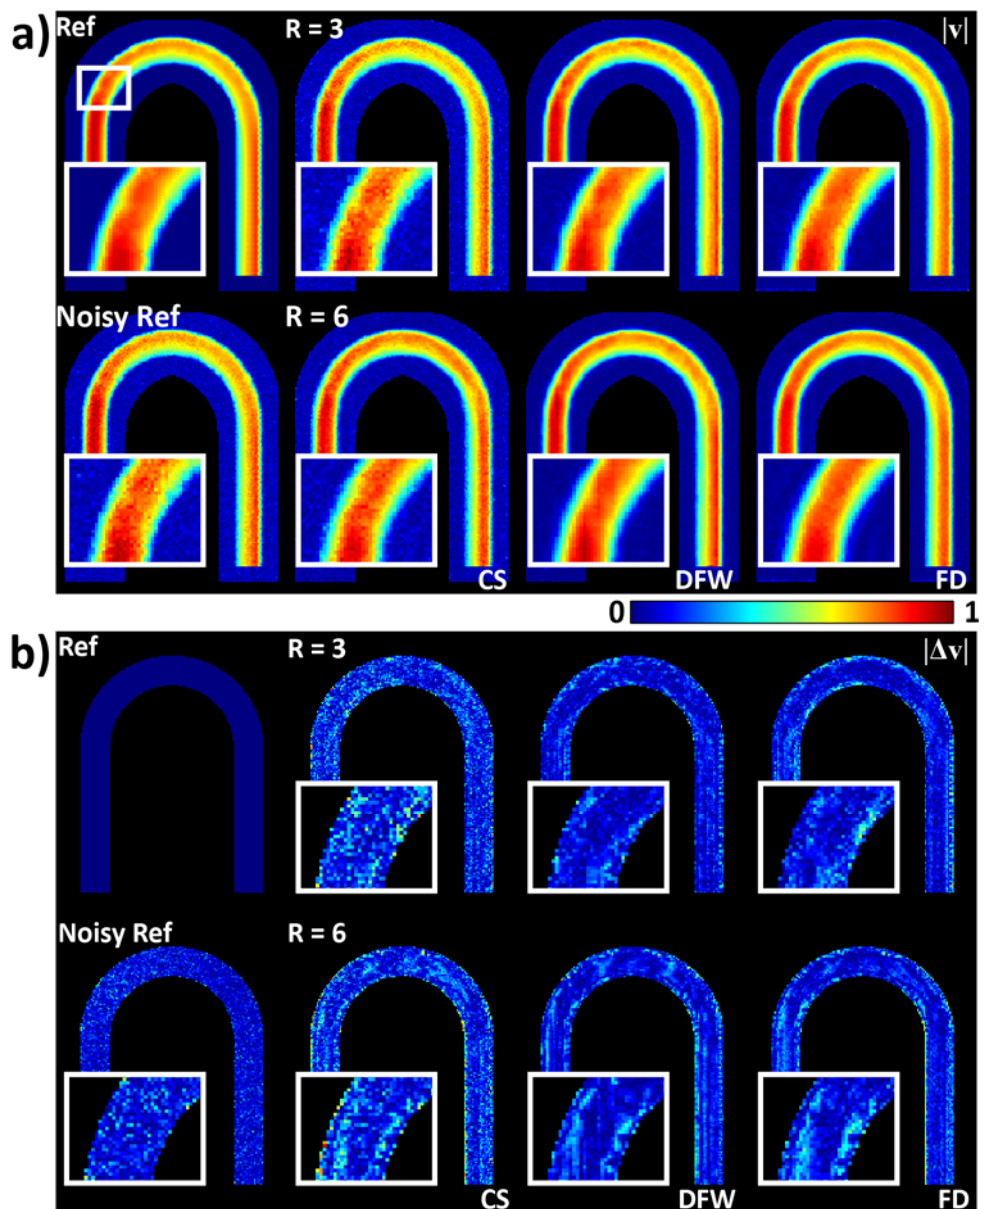 a)
Ref
R = 3
|v|
Noisy Ref
R = 6
CS
DFW
FD
0
1
b)
Ref
R = 3
|Δv|
Noisy Ref
R = 6
CS
DFW
FD